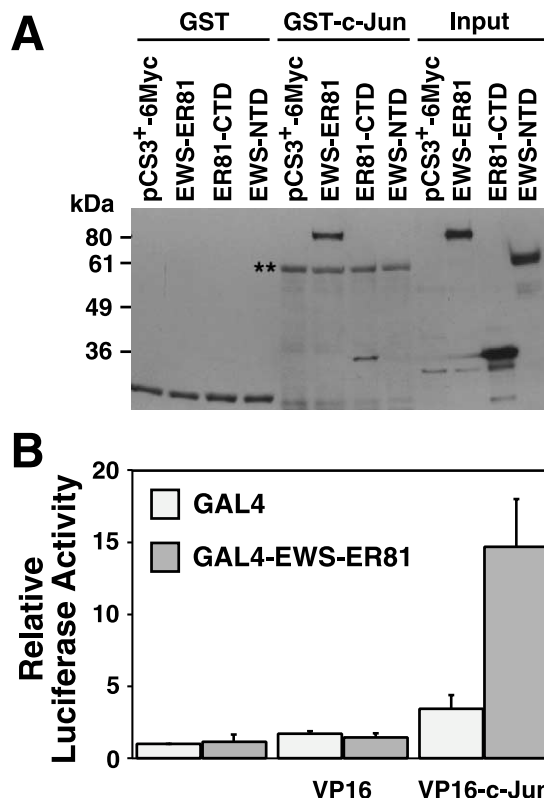 A
GST GST-c-Jun Input
pCS3+-6Myc EWS-ER81 ER81-CTD EWS-NTD pCS3+-6Myc EWS-ER81 ER81-CTD EWS-NTD pCS3+-6Myc EWS-ER81 ER81-CTD EWS-NTD
kDa
80
61 **
49
36
B
Relative
Luciferase Activity
20
15
10
5
0
GAL4
GAL4-EWS-ER81
VP16 VP16-c-Jun